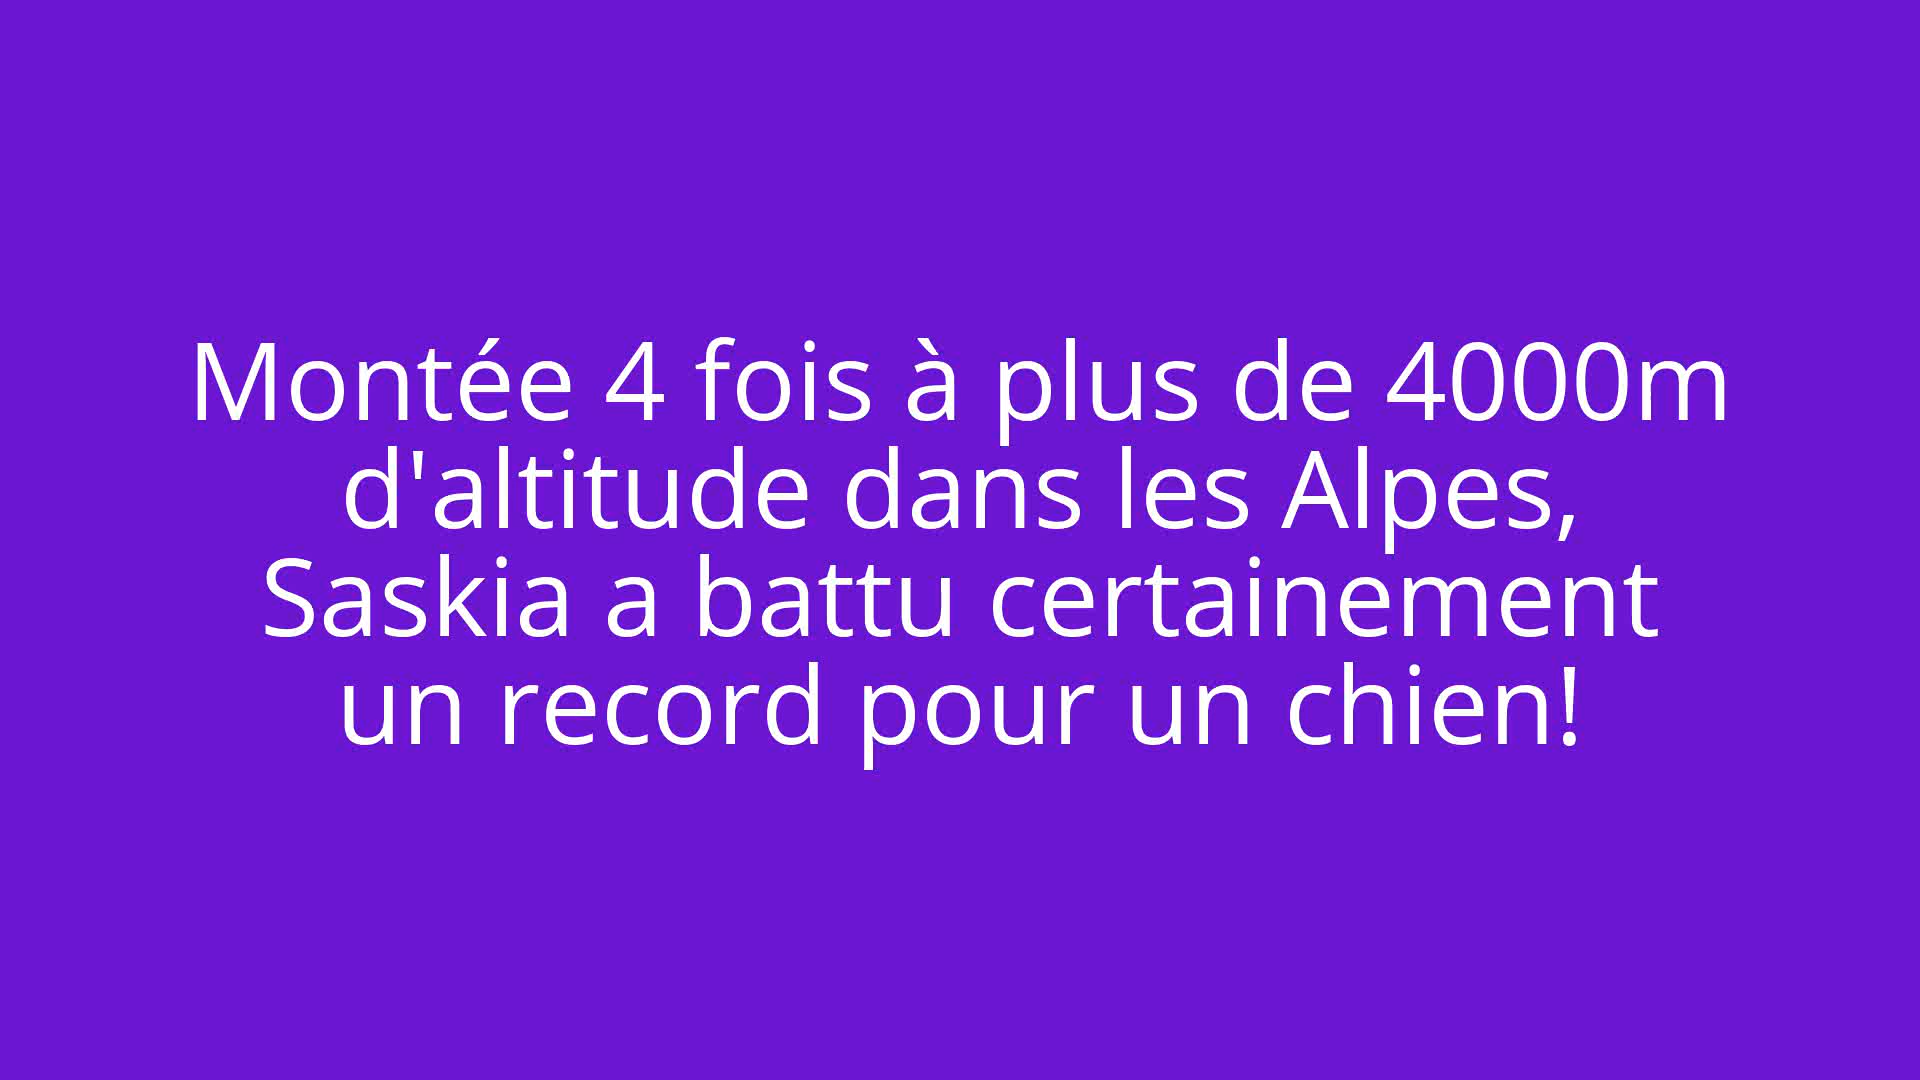 Montée 4 fois à plus de 4000m
d'altitude dans les Alpes,
Saskia a battu certainement
un record pour un chien!